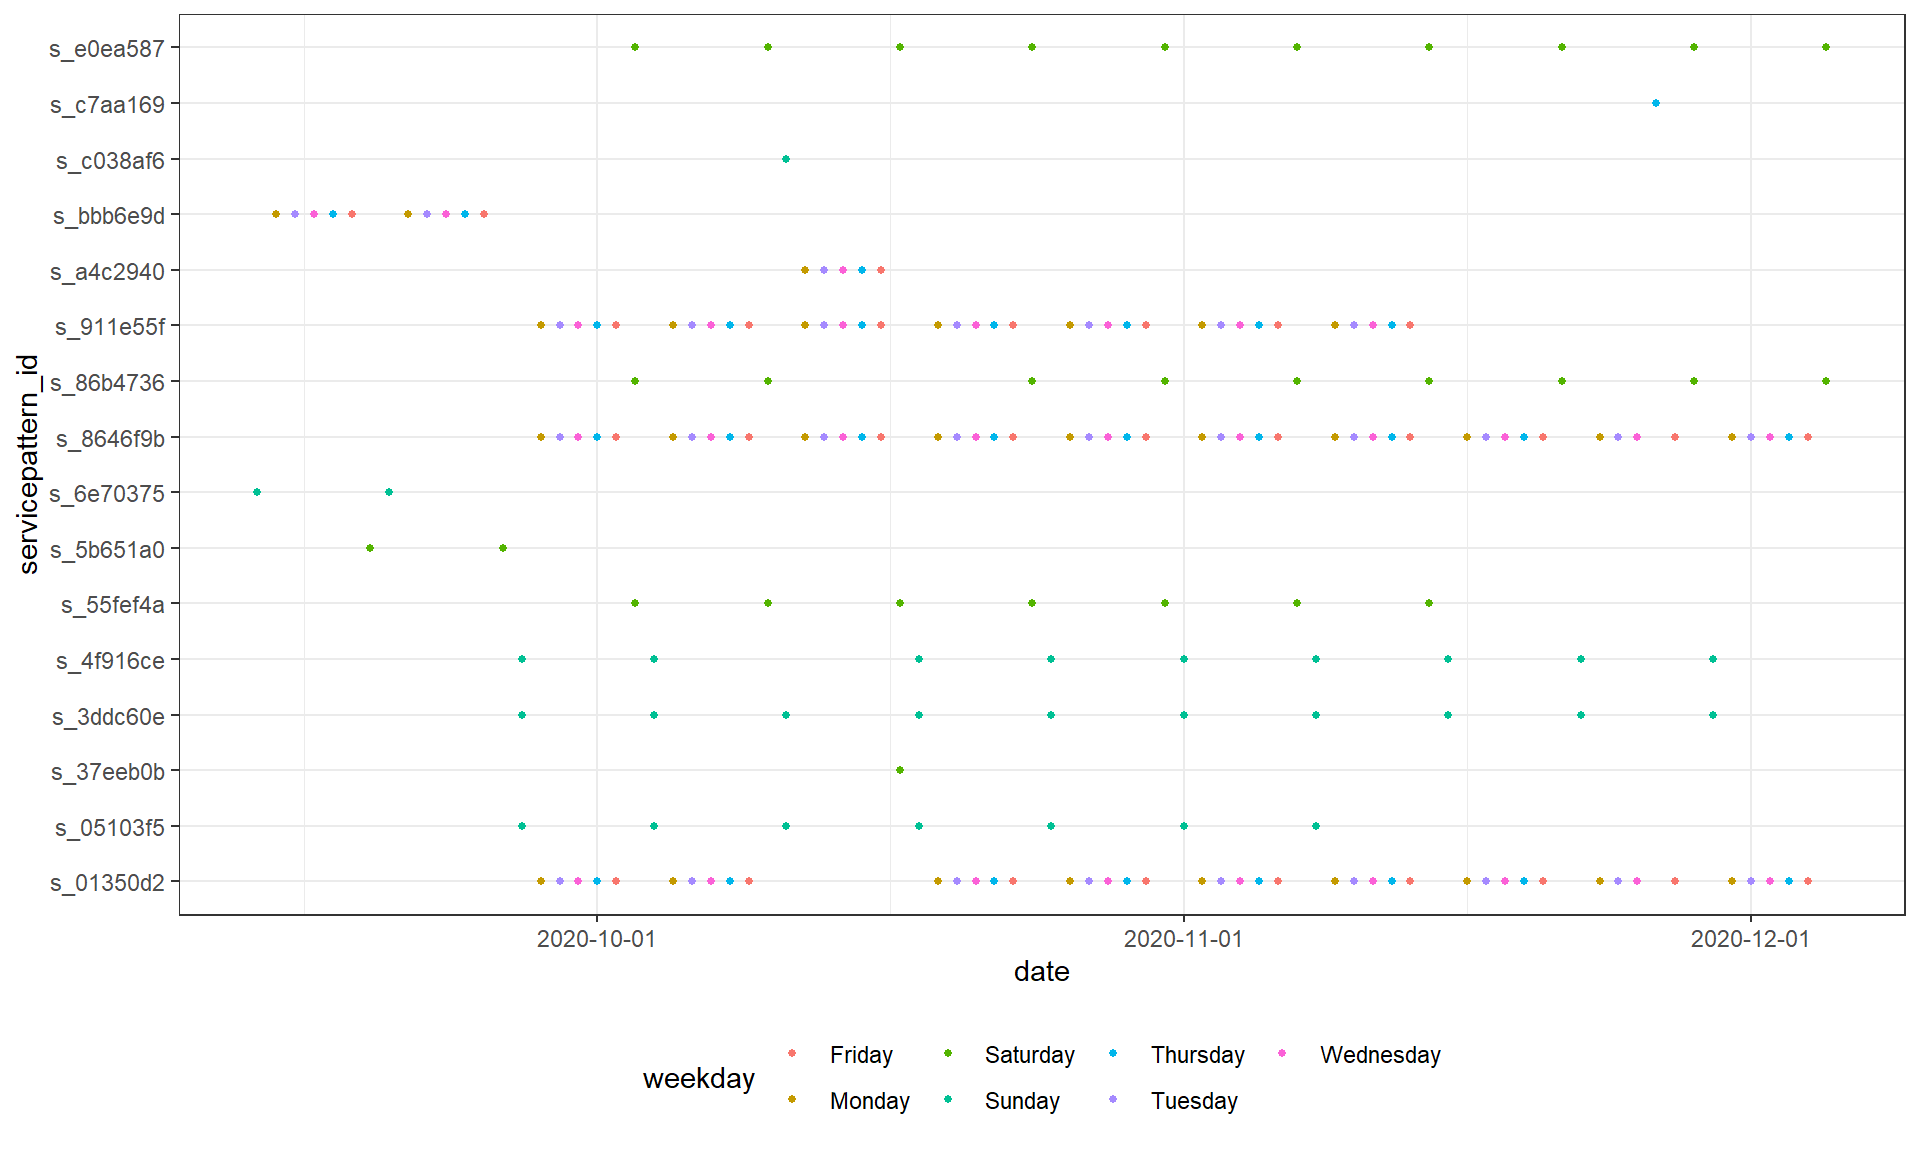 s_e0ea587
s_c7aa169
s_c038af6
s_bbb6e9d
s_a4c2940
s_911e55f
s_86b4736
s_8646f9b
s_6e70375
s_5b651a0
s_55fef4a
s_4f916ce
s_3ddc60e
s_37eeb0b
s_05103f5
s_01350d2
servicepattern_id
2020-10-01 2020-11-01 2020-12-01
date
weekday
Friday Saturday Thursday Wednesday
Monday Sunday Tuesday